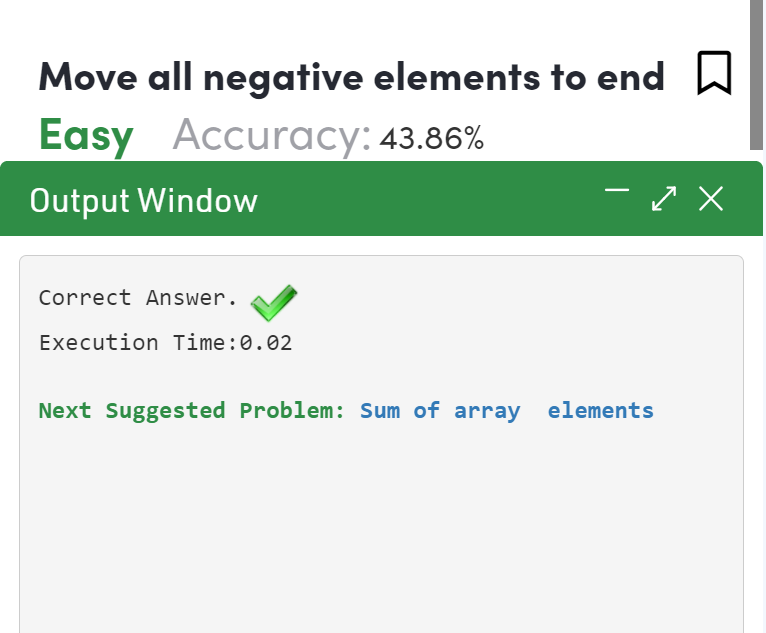 Move all negative elements to end
Easy Accuracy: 43.86%
Output Window
Correct Answer.
Execution Time:0.02
Next Suggested Problem: Sum of array  elements